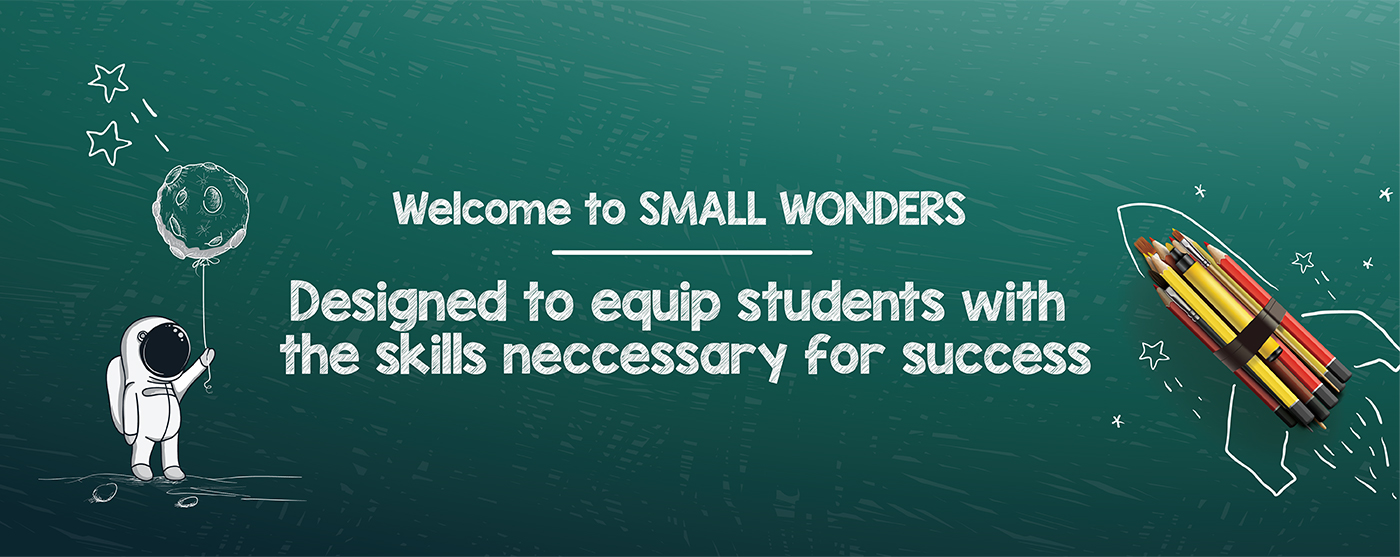 Welcome to SMALL WONDERS
Designed to equip students with
the skills neccessary for success